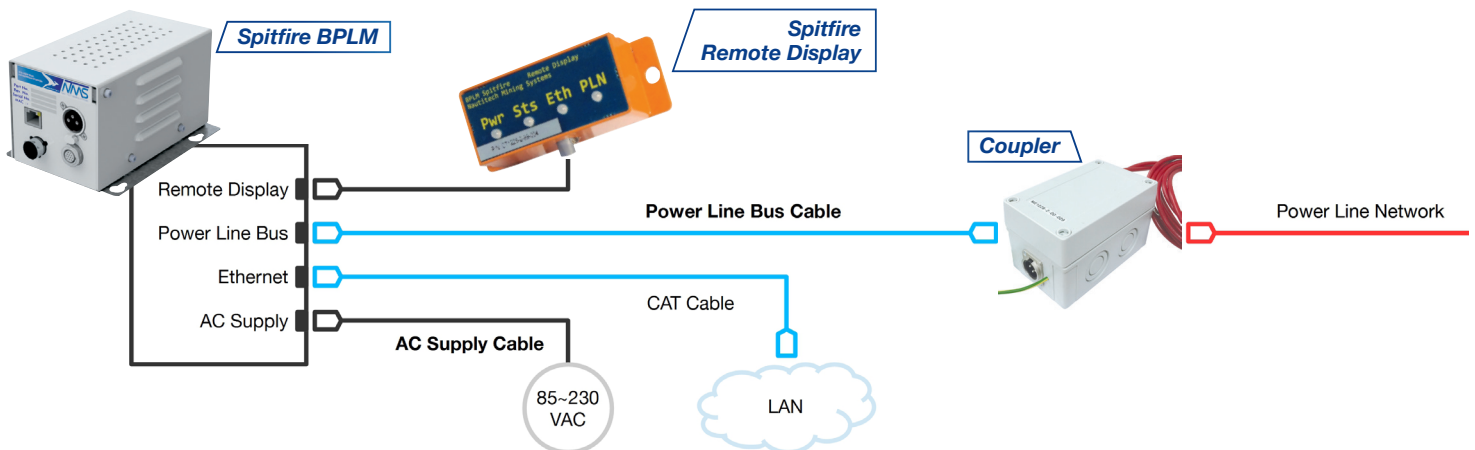 Spitfire BPLM
NMS
Spitfire
Remote Display
BPLM Spitfire Remote Display
Nautitech Mining Systems
Pwr Sts Eth PLN
Coupler
Remote Display
Power Line Bus
Ethernet
AC Supply
Power Line Bus Cable
Power Line Network
CAT Cable
AC Supply Cable
85~230
VAC
LAN